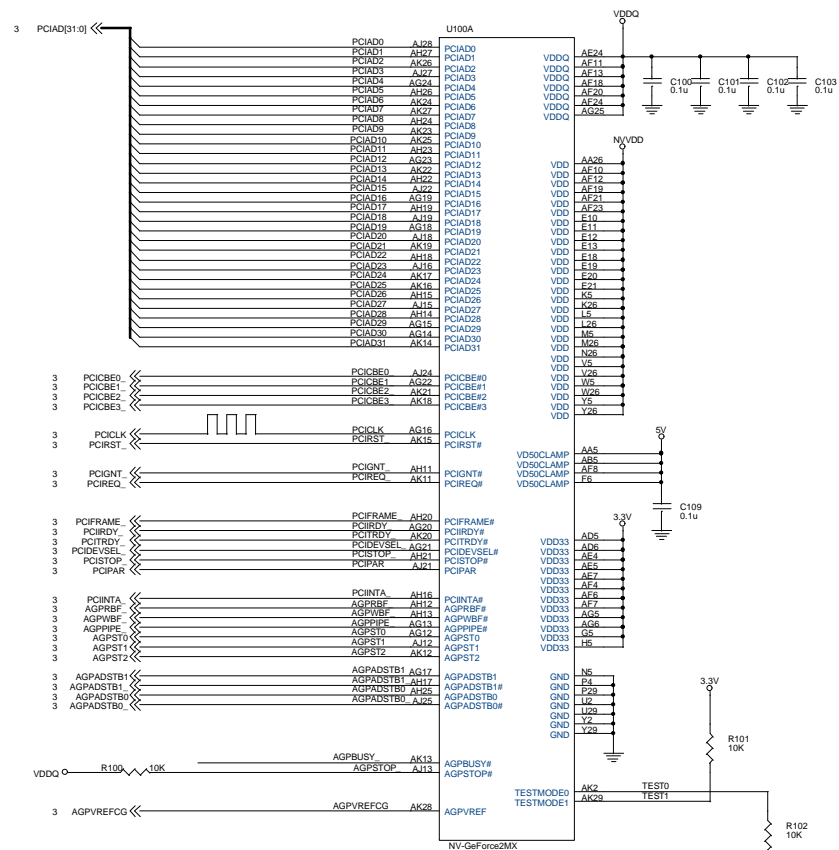 3 PCIAD[31:0]
U100A
VDDQ
PCIAD0 AJ28 PCIAD0
PCIAD1 AH27 PCIAD1
PCIAD2 AK26 PCIAD2
PCIAD3 AJ27 PCIAD3
PCIAD4 AG24 PCIAD4
PCIAD5 AH26 PCIAD5
PCIAD6 AK24 PCIAD6
PCIAD7 AK27 PCIAD7
PCIAD8 AH24 PCIAD8
PCIAD9 AK23 PCIAD9
PCIAD10 AK25 PCIAD10
PCIAD11 AH23 PCIAD11
PCIAD12 AG23 PCIAD12
PCIAD13 AK22 PCIAD13
PCIAD14 AH22 PCIAD14
PCIAD15 AJ22 PCIAD15
PCIAD16 AG19 PCIAD16
PCIAD17 AH19 PCIAD17
PCIAD18 AJ19 PCIAD18
PCIAD19 AG18 PCIAD19
PCIAD20 AJ18 PCIAD20
PCIAD21 AK19 PCIAD21
PCIAD22 AH18 PCIAD22
PCIAD23 AJ16 PCIAD23
PCIAD24 AK17 PCIAD24
PCIAD25 AK16 PCIAD25
PCIAD26 AH15 PCIAD26
PCIAD27 AJ15 PCIAD27
PCIAD28 AH14 PCIAD28
PCIAD29 AG15 PCIAD29
PCIAD30 AG14 PCIAD30
PCIAD31 AK14 PCIAD31
3 PCICBE0_ PCICBE0_ AJ24 PCICBE#0
3 PCICBE1_ PCICBE1_ AG22 PCICBE#1
3 PCICBE2_ PCICBE2_ AK21 PCICBE#2
3 PCICBE3_ PCICBE3_ AK18 PCICBE#3
3 PCICLK PCICLK AG16 PCICLK
3 PCIRST_ PCIRST_ AK15 PCIRST#
3 PCIGNT_ PCIGNT_ AH11 PCIGNT#
3 PCIREQ_ PCIREQ_ AK11 PCIREQ#
3 PCIFRAME_ PCIFRAME_ AH20 PCIFRAME#
3 PCIIRDY_ PCIIRDY_ AG20 PCIIRDY#
3 PCITRDY_ PCITRDY_ AK20 PCITRDY#
3 PCIDEVSEL_ PCIDEVSEL_ AG21 PCIDEVSEL#
3 PCISTOP_ PCISTOP_ AH21 PCISTOP#
3 PCIPAR PCIPAR AJ21 PCIPAR
3 PCIINTA_ PCIINTA_ AH16 PCIINTA#
3 AGPRBF_ AGPRBF_ AH12 AGPRBF#
3 AGPWBF_ AGPWBF_ AH13 AGPWBF#
3 AGPPIPE_ AGPPIPE_ AG13 AGPPIPE#
3 AGPST0 AGPST0 AG12 AGPST0
3 AGPST1 AGPST1 AJ12 AGPST1
3 AGPST2 AGPST2 AK12 AGPST2
3 AGPADSTB1 AGPADSTB1 AG17 AGPADSTB1
3 AGPADSTB1_ AGPADSTB1_ AH17 AGPADSTB1#
3 AGPADSTB0 AGPADSTB0 AH25 AGPADSTB0
3 AGPADSTB0_ AGPADSTB0_ AJ25 AGPADSTB0#
AGPBUSY_ AK13 AGPBUSY#
VDDQ R100 10K AGPSTOP_ AJ13 AGPSTOP#
3 AGPVREFCG AGPVREFCG AK28 AGPVREF
VDDQ AE24
VDDQ AF11
VDDQ AF13
VDDQ AF18
VDDQ AF20
VDDQ AF24
VDDQ AG25
C100 0.1u
C101 0.1u
C102 0.1u
C103 0.1u
NVVDD
VDD AA26
VDD AF10
VDD AF12
VDD AF19
VDD AF21
VDD AF23
VDD E10
VDD E11
VDD E12
VDD E13
VDD E18
VDD E19
VDD E20
VDD E21
VDD K5
VDD K26
VDD L5
VDD L26
VDD M5
VDD M26
VDD N26
VDD V5
VDD V26
VDD W5
VDD W26
VDD Y5
VDD Y26
5V
VD50CLAMP AA5
VD50CLAMP AB5
VD50CLAMP AF8
VD50CLAMP F6
C109
0.1u
3.3V
VDD33 AD5
VDD33 AD6
VDD33 AE4
VDD33 AE5
VDD33 AE7
VDD33 AF4
VDD33 AF6
VDD33 AF7
VDD33 AG5
VDD33 AG6
VDD33 G5
VDD33 H5
GND N5
GND P4
GND P29
GND U2
GND U29
GND Y2
GND Y29
3.3V
R101
10K
TESTMODE0 AK2 TEST0
TESTMODE1 AK29 TEST1
R102
10K
NV-GeForce2MX